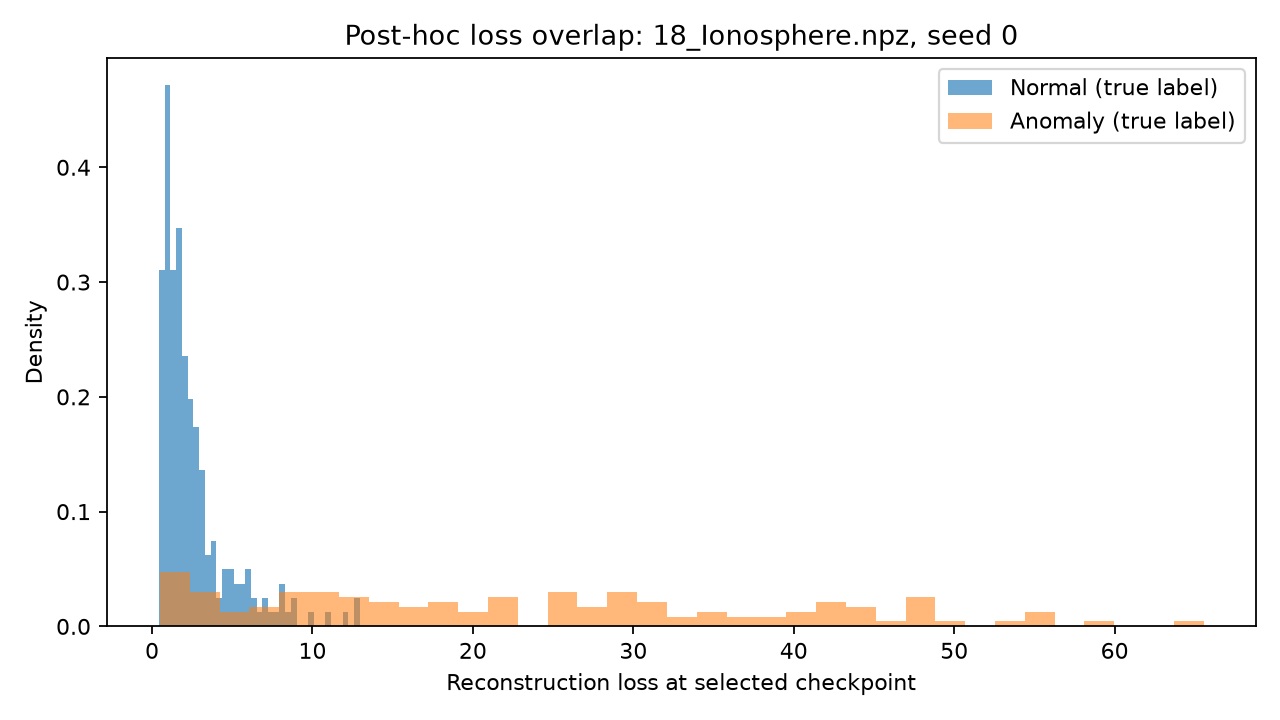 Post-hoc loss overlap: 18_Ionosphere.npz, seed 0
Normal (true label)
Anomaly (true label)
0.4
0.3
0.2
0.1
0.0
Density
0 10 20 30 40 50 60
Reconstruction loss at selected checkpoint